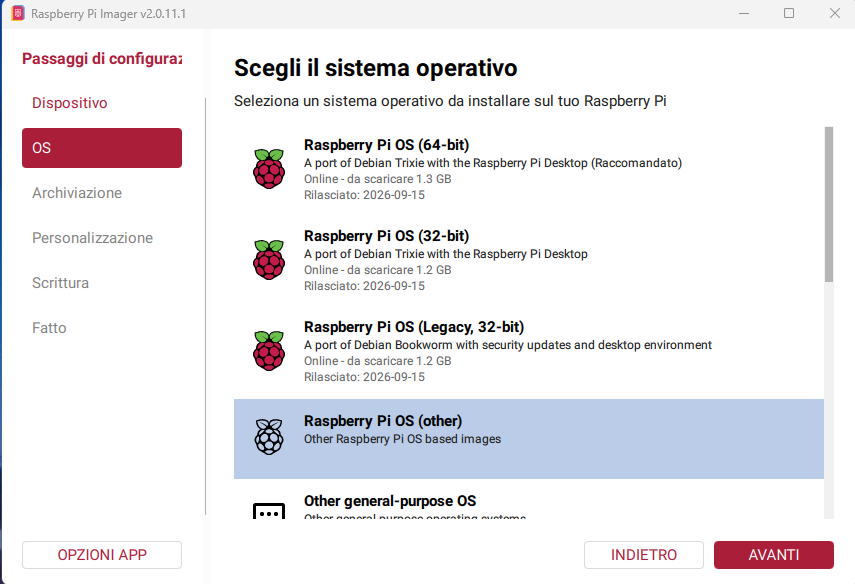 Raspberry Pi Imager v2.0.11.1
Passaggi di configuraz
Dispositivo
OS
Archiviazione
Personalizzazione
Scrittura
Fatto
OPZIONI APP
Scegli il sistema operativo
Seleziona un sistema operativo da installare sul tuo Raspberry Pi
Raspberry Pi OS (64-bit)
A port of Debian Trixie with the Raspberry Pi Desktop (Raccomandato)
Online - da scaricare 1.3 GB
Rilasciato: 2026-09-15
Raspberry Pi OS (32-bit)
A port of Debian Trixie with the Raspberry Pi Desktop
Online - da scaricare 1.2 GB
Rilasciato: 2026-09-15
Raspberry Pi OS (Legacy, 32-bit)
A port of Debian Bookworm with security updates and desktop environment
Online - da scaricare 1.2 GB
Rilasciato: 2026-09-15
Raspberry Pi OS (other)
Other Raspberry Pi OS based images
Other general-purpose OS
Other general purpose operating systems
INDIETRO
AVANTI